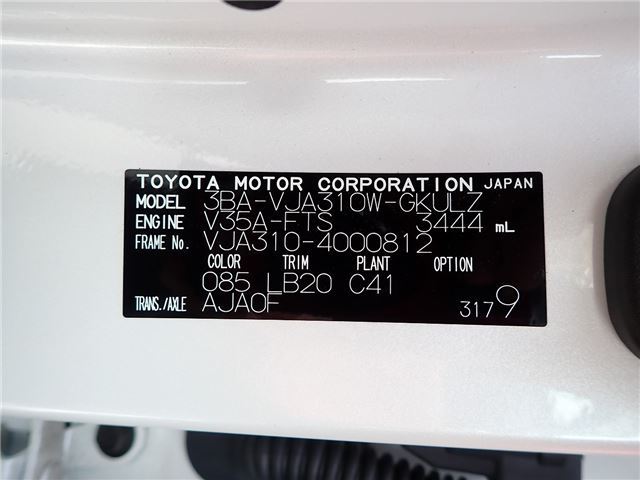 TOYOTA MOTOR CORPORATION JAPAN
MODEL 3BA-VJA310W-GKULZ
ENGINE V35A-FTS 3444 mL
FRAME No. VJA310-4000812
COLOR TRIM PLANT OPTION
085 LB20 C41
TRANS./AXLE AJA0F 3179